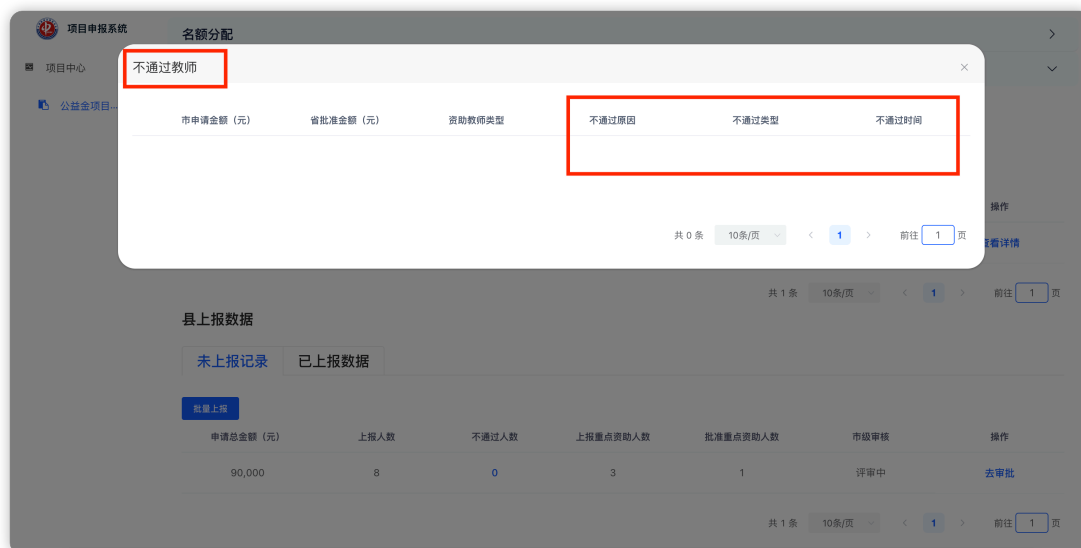 项目申报系统
名额分配
项目中心
不通过教师
公益金项目...
市申请金额（元） 省批准金额（元） 资助教师类型 不通过原因 不通过类型 不通过时间
操作
共 0 条 10条/页 1 前往 1 页
查看详情
共 1 条 10条/页 1 前往 1 页
县上报数据
未上报记录 已上报数据
批量上报
申请总金额（元） 上报人数 不通过人数 上报重点资助人数 批准重点资助人数 市级审核 操作
90,000 8 0 3 1 评审中 去审批
共 1 条 10条/页 1 前往 1 页